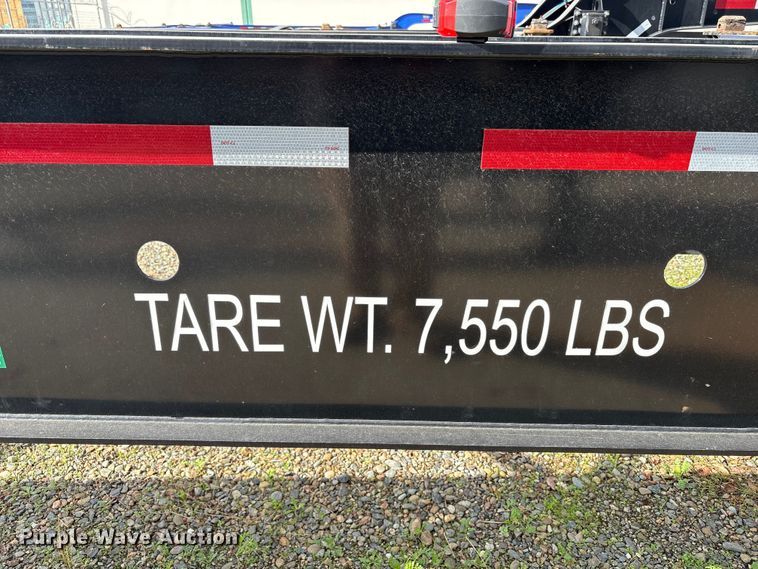 TARE WT. 7,550 LBS
Purple Wave Auction